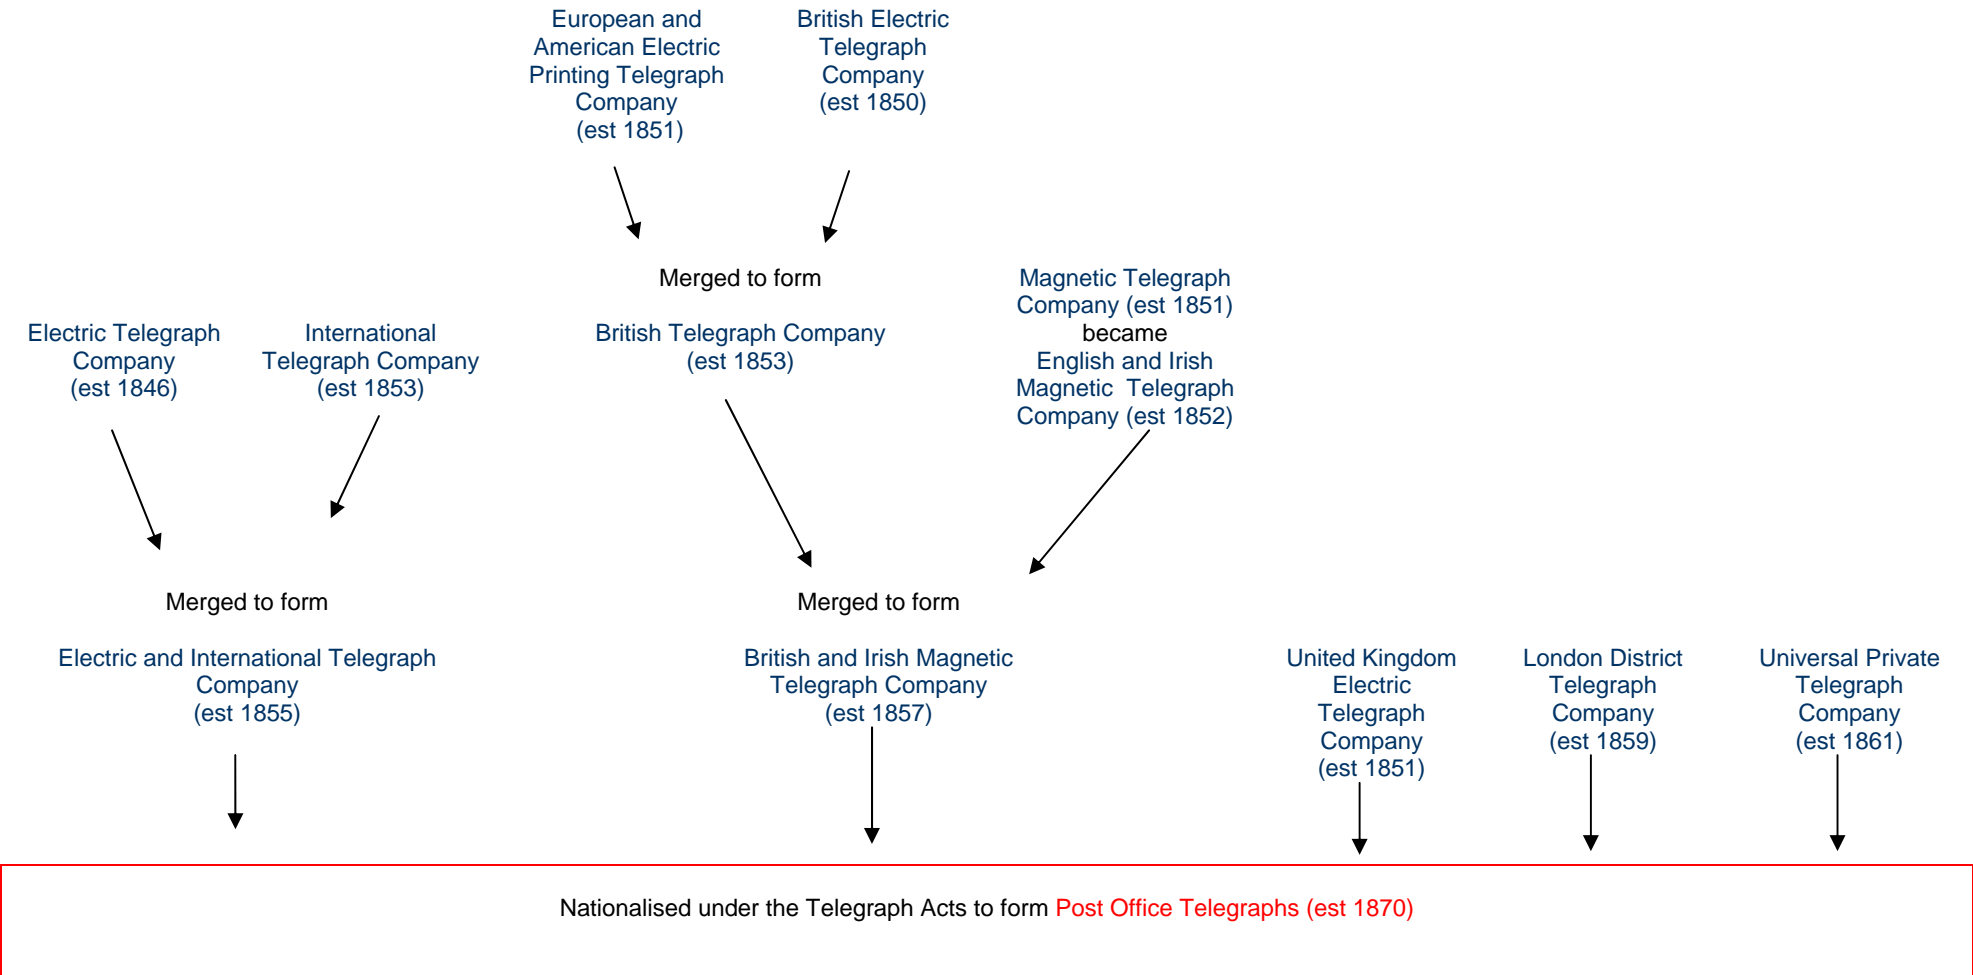 European and
American Electric
Printing Telegraph
Company
(est 1851)
British Electric
Telegraph
Company
(est 1850)
Merged to form
British Telegraph Company
(est 1853)
Magnetic Telegraph
Company (est 1851)
became
English and Irish
Magnetic Telegraph
Company (est 1852)
Electric Telegraph
Company
(est 1846)
International
Telegraph Company
(est 1853)
Merged to form
Electric and International Telegraph
Company
(est 1855)
Merged to form
British and Irish Magnetic
Telegraph Company
(est 1857)
United Kingdom
Electric
Telegraph
Company
(est 1851)
London District
Telegraph
Company
(est 1859)
Universal Private
Telegraph
Company
(est 1861)
Nationalised under the Telegraph Acts to form Post Office Telegraphs (est 1870)